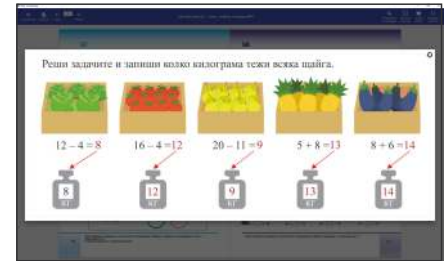 Реши задачите и запиши колко килограма тежи всяка щайга.
12 – 4 = 8 16 – 4 = 12 20 – 11 = 9 5 + 8 = 13 8 + 6 = 14
8 12 9 13 14
КГ КГ КГ КГ КГ